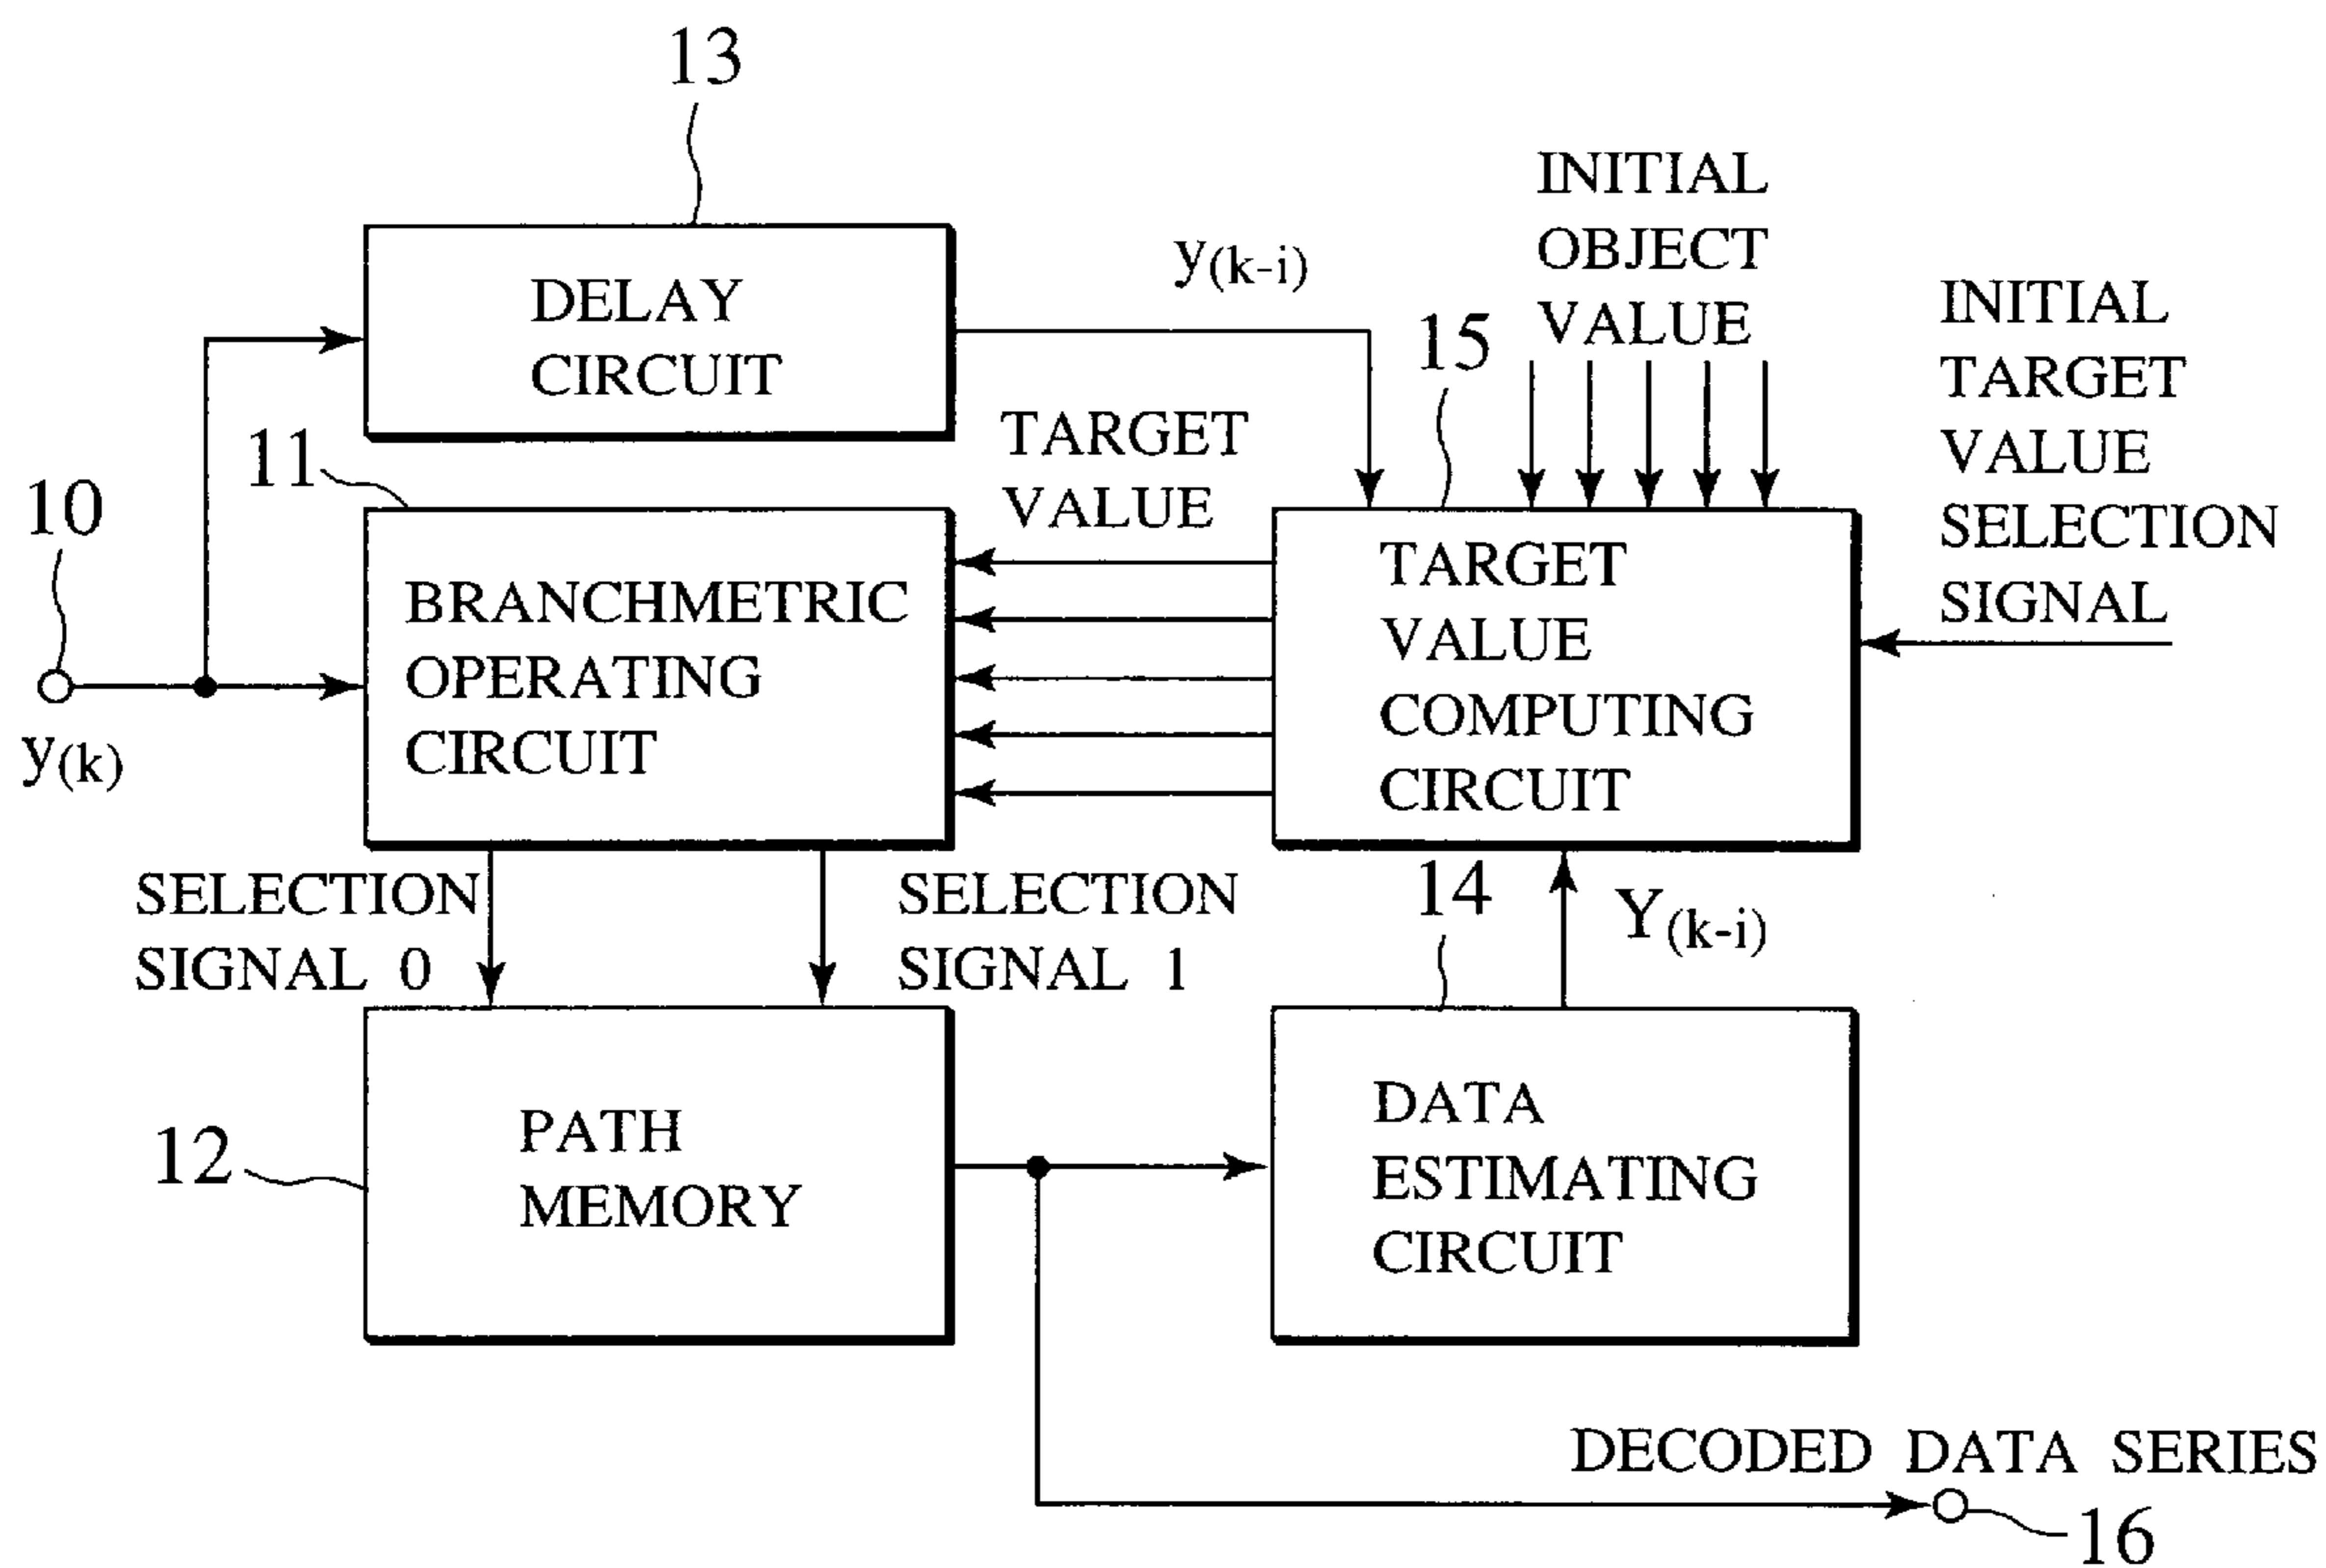 13
DELAY
CIRCUIT
y(k-i)
INITIAL
OBJECT
VALUE
INITIAL
TARGET
VALUE
SELECTION
SIGNAL
15
11
TARGET
VALUE
10
y(k)
BRANCHMETRIC
OPERATING
CIRCUIT
TARGET
VALUE
COMPUTING
CIRCUIT
SELECTION
SIGNAL 0
SELECTION
SIGNAL 1
14
Y(k-i)
12
PATH
MEMORY
DATA
ESTIMATING
CIRCUIT
DECODED DATA SERIES
16